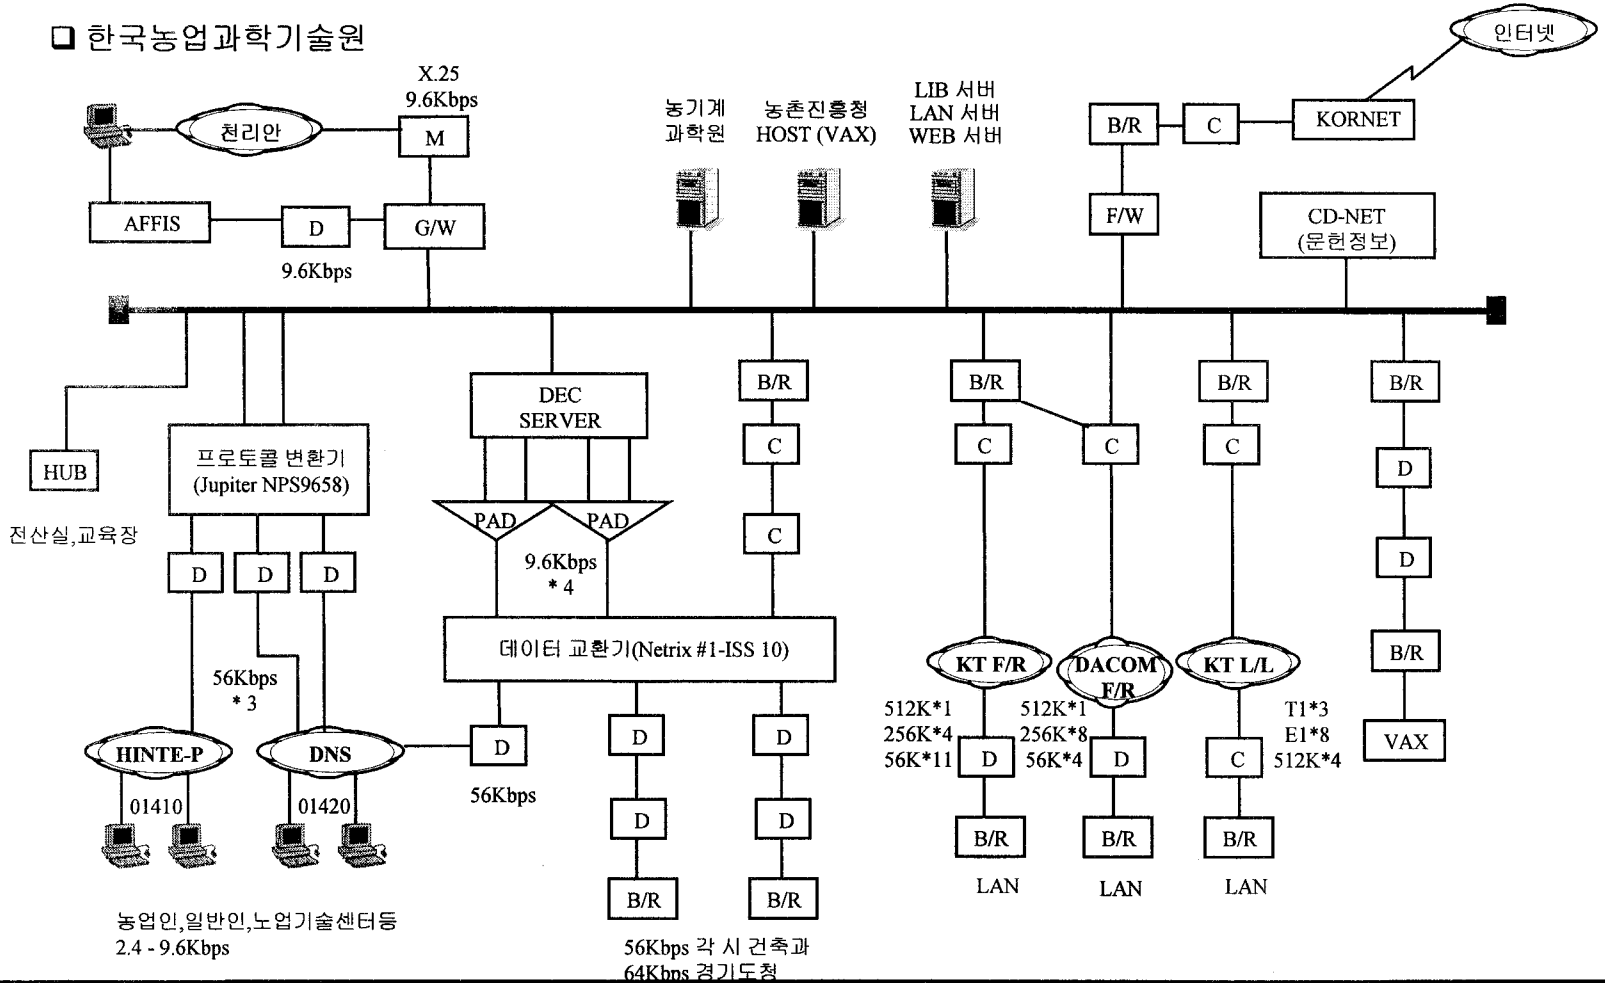 ❑ 한국농업과학기술원
인터넷
X.25
9.6Kbps
천리안
M
AFFIS
D
G/W
9.6Kbps
농기계
과학원
농촌진흥청
HOST (VAX)
LIB 서버
LAN 서버
WEB 서버
B/R
C
KORNET
F/W
CD-NET
(문헌정보)
HUB
전산실,교육장
프로토콜 변환기
(Jupiter NPS9658)
D
D
D
56Kbps
* 3
HINTE-P
DNS
01410
01420
농업인,일반인,노업기술센터등
2.4 - 9.6Kbps
DEC
SERVER
PAD
PAD
9.6Kbps
* 4
B/R
C
C
데이터 교환기(Netrix #1-ISS 10)
D
56Kbps
D
D
B/R
D
D
B/R
56Kbps 각 시 건축과
64Kbps 경기도청
B/R
C
KT F/R
512K*1
256K*4
56K*11
D
B/R
LAN
C
DACOM
F/R
512K*1
256K*8
56K*4
D
B/R
LAN
B/R
C
KT L/L
T1*3
E1*8
512K*4
C
B/R
LAN
B/R
D
D
B/R
VAX